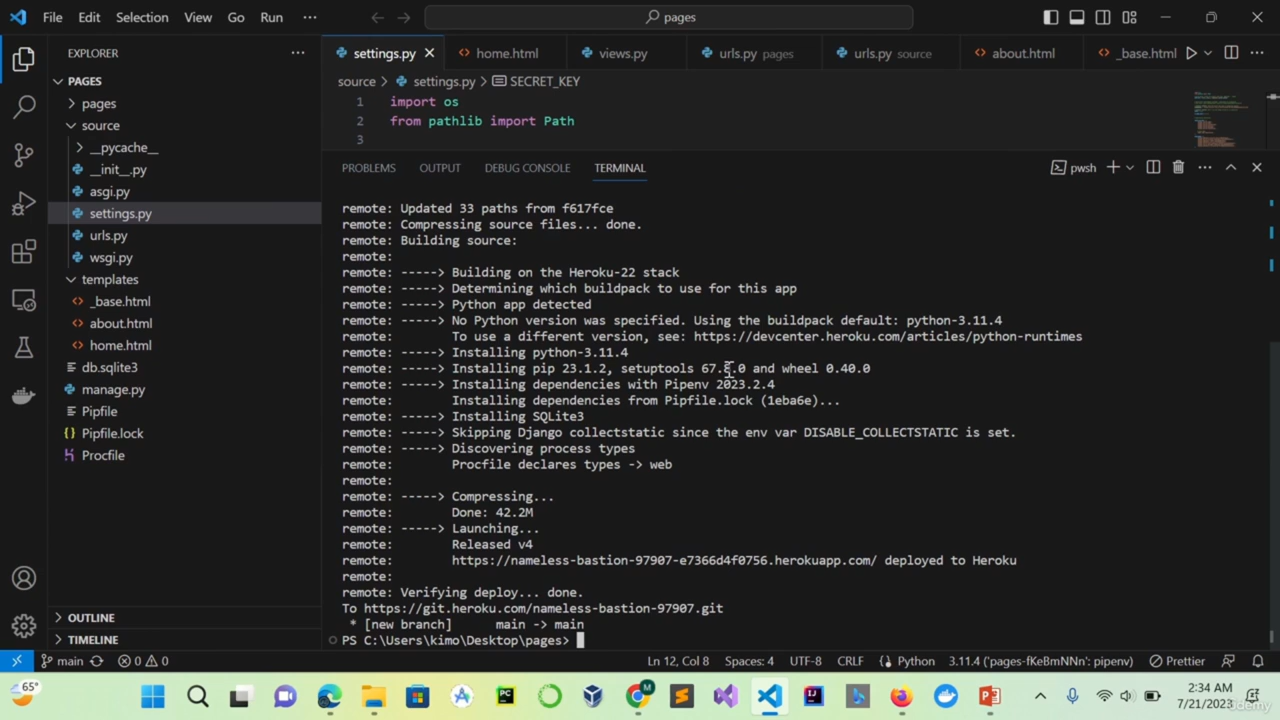 File Edit Selection View Go Run ... pages
EXPLORER ...
PAGES
pages
source
__pycache__
__init__.py
asgi.py
settings.py
urls.py
wsgi.py
templates
_base.html
about.html
home.html
db.sqlite3
manage.py
Pipfile
Pipfile.lock
Procfile
OUTLINE
TIMELINE
settings.py home.html views.py urls.py pages urls.py source about.html _base.html
source > settings.py > SECRET_KEY
1 import os
2 from pathlib import Path
3
PROBLEMS OUTPUT DEBUG CONSOLE TERMINAL pwsh
remote: Updated 33 paths from f617fce
remote: Compressing source files... done.
remote: Building source:
remote:
remote: -----> Building on the Heroku-22 stack
remote: -----> Determining which buildpack to use for this app
remote: -----> Python app detected
remote: -----> No Python version was specified. Using the buildpack default: python-3.11.4
remote: To use a different version, see: https://devcenter.heroku.com/articles/python-runtimes
remote: -----> Installing python-3.11.4
remote: -----> Installing pip 23.1.2, setuptools 67.8.0 and wheel 0.40.0
remote: -----> Installing dependencies with Pipenv 2023.2.4
remote: Installing dependencies from Pipfile.lock (1eba6e)...
remote: -----> Installing SQLite3
remote: -----> Skipping Django collectstatic since the env var DISABLE_COLLECTSTATIC is set.
remote: -----> Discovering process types
remote: Procfile declares types -> web
remote:
remote: -----> Compressing...
remote: Done: 42.2M
remote: -----> Launching...
remote: Released v4
remote: https://nameless-bastion-97907-e7366d4f0756.herokuapp.com/ deployed to Heroku
remote:
remote: Verifying deploy... done.
To https://git.heroku.com/nameless-bastion-97907.git
* [new branch] main -> main
PS C:\Users\kimo\Desktop\pages>
main 0 0 Ln 12, Col 8 Spaces: 4 UTF-8 CRLF Python 3.11.4 ('pages-fKeBmNNn': pipenv) Prettier
65° 2:34 AM
7/21/2023
Udemy